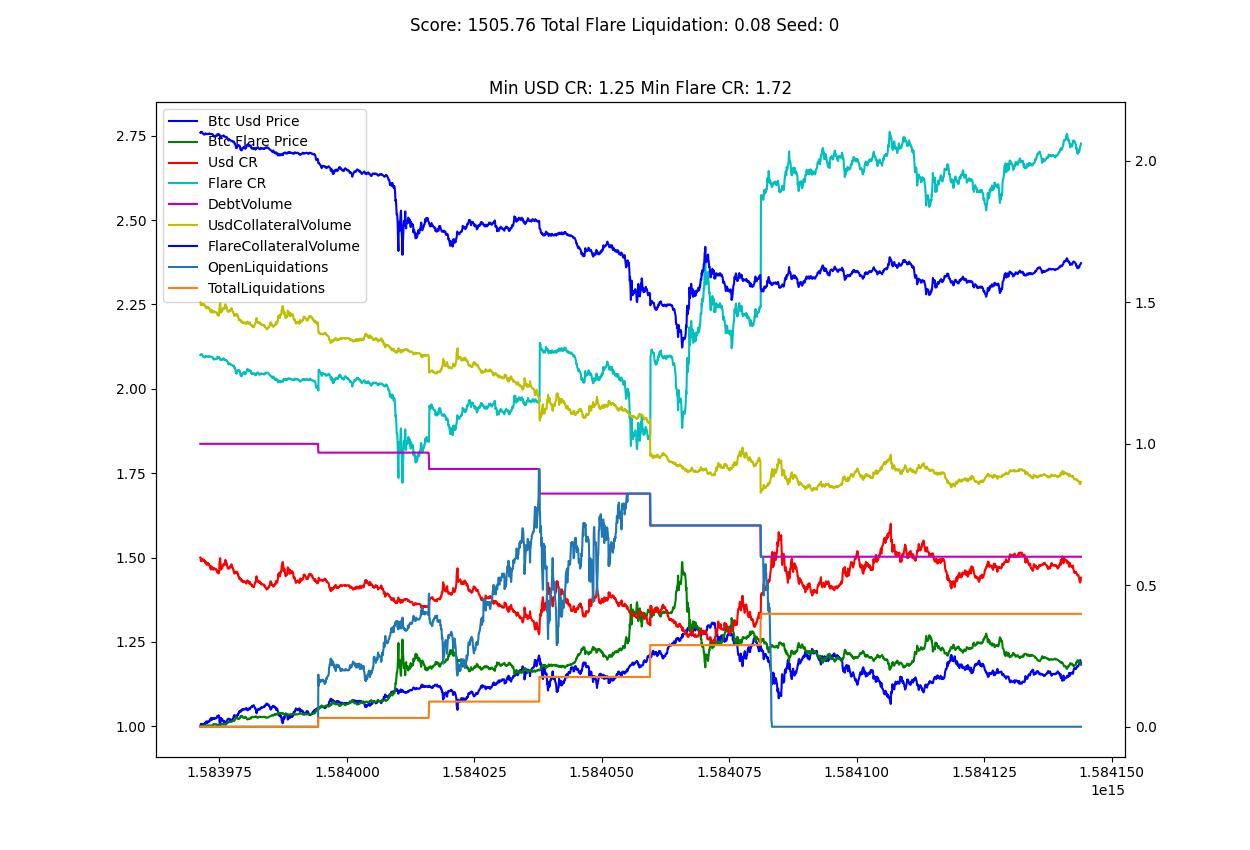 Score: 1505.76 Total Flare Liquidation: 0.08 Seed: 0
Min USD CR: 1.25 Min Flare CR: 1.72
Btc Usd Price
Btc Flare Price
Usd CR
Flare CR
DebtVolume
UsdCollateralVolume
FlareCollateralVolume
OpenLiquidations
TotalLiquidations
2.75
2.50
2.25
2.00
1.75
1.50
1.25
1.00
2.0
1.5
1.0
0.5
0.0
1.583975 1.584000 1.584025 1.584050 1.584075 1.584100 1.584125 1.584150
1e15